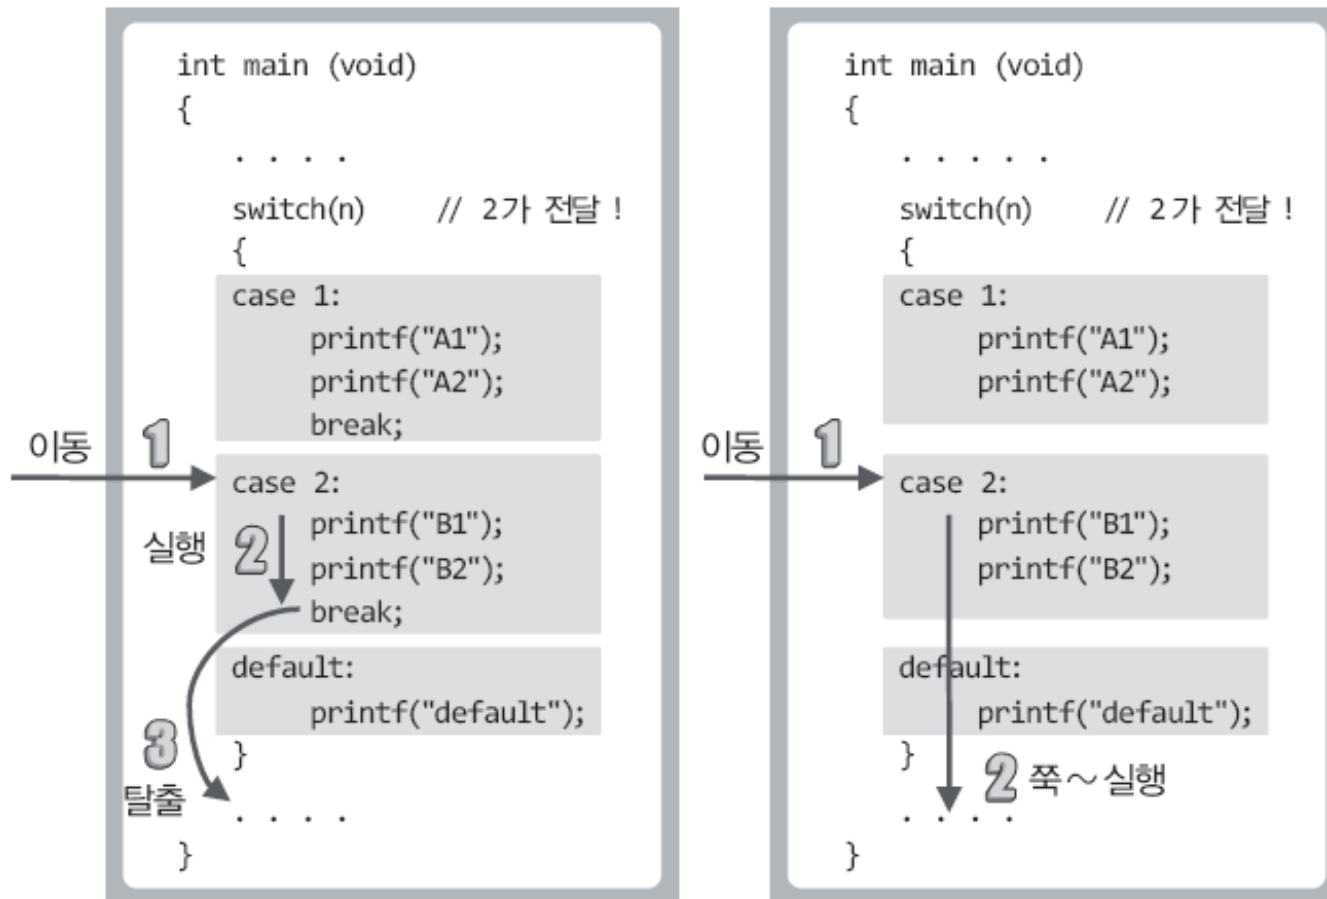 int main (void)
{
. . . .
switch(n) // 2가 전달 !
{
case 1:
printf("A1");
printf("A2");
break;
이동 1
case 2:
printf("B1");
실행 2
printf("B2");
break;
default:
printf("default");
3
}
탈출
. . . .
}
int main (void)
{
. . . . .
switch(n) // 2가 전달 !
{
case 1:
printf("A1");
printf("A2");
이동 1
case 2:
printf("B1");
printf("B2");
default:
printf("default");
}
2 쭉~실행
. . . .
}